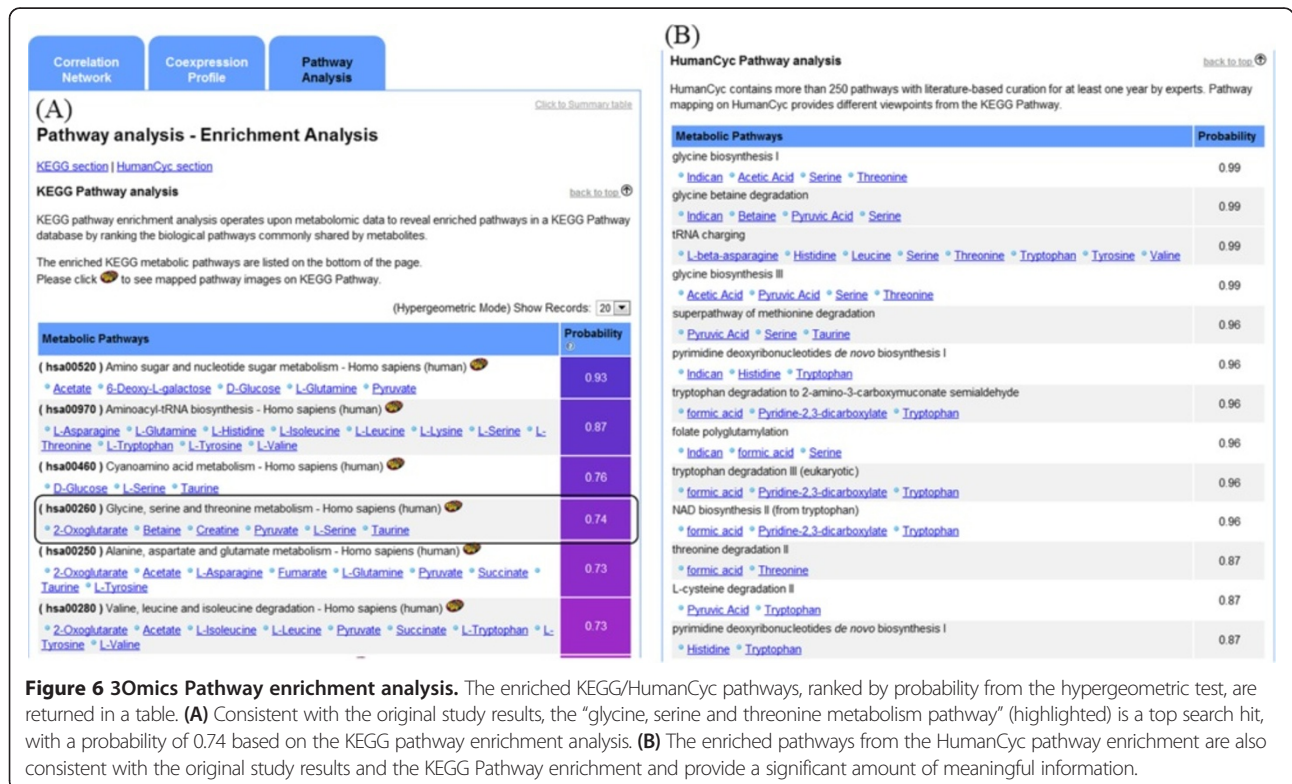 Correlation Network
Coexpression Profile
Pathway Analysis
(A)
Click to Summary table
Pathway analysis - Enrichment Analysis
KEGG section | HumanCyc section
KEGG Pathway analysis
back to top
KEGG pathway enrichment analysis operates upon metabolomic data to reveal enriched pathways in a KEGG Pathway
database by ranking the biological pathways commonly shared by metabolites.
The enriched KEGG metabolic pathways are listed on the bottom of the page.
Please click to see mapped pathway images on KEGG Pathway.
(Hypergeometric Mode) Show Records: 20
Metabolic Pathways Probability
( hsa00520 ) Amino sugar and nucleotide sugar metabolism - Homo sapiens (human)
Acetate 6-Deoxy-L-galactose D-Glucose L-Glutamine Pyruvate
0.93
( hsa00970 ) Aminoacyl-tRNA biosynthesis - Homo sapiens (human)
L-Asparagine L-Glutamine L-Histidine L-Isoleucine L-Leucine L-Lysine L-Serine L-
Threonine L-Tryptophan L-Tyrosine L-Valine
0.87
( hsa00460 ) Cyanoamino acid metabolism - Homo sapiens (human)
D-Glucose L-Serine Taurine
0.76
( hsa00260 ) Glycine, serine and threonine metabolism - Homo sapiens (human)
2-Oxoglutarate Betaine Creatine Pyruvate L-Serine Taurine
0.74
( hsa00250 ) Alanine, aspartate and glutamate metabolism - Homo sapiens (human)
2-Oxoglutarate Acetate L-Asparagine Fumarate L-Glutamine Pyruvate Succinate
Taurine L-Tyrosine
0.73
( hsa00280 ) Valine, leucine and isoleucine degradation - Homo sapiens (human)
2-Oxoglutarate Acetate L-Isoleucine L-Leucine Pyruvate Succinate L-Tryptophan L-
Tyrosine L-Valine
0.73
(B)
HumanCyc Pathway analysis
back to top
HumanCyc contains more than 250 pathways with literature-based curation for at least one year by experts. Pathway
mapping on HumanCyc provides different viewpoints from the KEGG Pathway.
Metabolic Pathways Probability
glycine biosynthesis I
Indican Acetic Acid Serine Threonine
0.99
glycine betaine degradation
Indican Betaine Pyruvic Acid Serine
0.99
tRNA charging
L-beta-asparagine Histidine Leucine Serine Threonine Tryptophan Tyrosine Valine
0.99
glycine biosynthesis III
Acetic Acid Pyruvic Acid Serine Threonine
0.99
superpathway of methionine degradation
Pyruvic Acid Serine Taurine
0.96
pyrimidine deoxyribonucleotides de novo biosynthesis I
Indican Histidine Tryptophan
0.96
tryptophan degradation to 2-amino-3-carboxymuconate semialdehyde
formic acid Pyridine-2,3-dicarboxylate Tryptophan
0.96
folate polyglutamylation
Indican formic acid Serine
0.96
tryptophan degradation III (eukaryotic)
formic acid Pyridine-2,3-dicarboxylate Tryptophan
0.96
NAD biosynthesis II (from tryptophan)
formic acid Pyridine-2,3-dicarboxylate Tryptophan
0.96
threonine degradation II
formic acid Threonine
0.87
L-cysteine degradation II
Pyruvic Acid Tryptophan
0.87
pyrimidine deoxyribonucleotides de novo biosynthesis I
Histidine Tryptophan
0.87
Figure 6 3Omics Pathway enrichment analysis. The enriched KEGG/HumanCyc pathways, ranked by probability from the hypergeometric test, are
returned in a table. (A) Consistent with the original study results, the “glycine, serine and threonine metabolism pathway” (highlighted) is a top search hit,
with a probability of 0.74 based on the KEGG pathway enrichment analysis. (B) The enriched pathways from the HumanCyc pathway enrichment are also
consistent with the original study results and the KEGG Pathway enrichment and provide a significant amount of meaningful information.